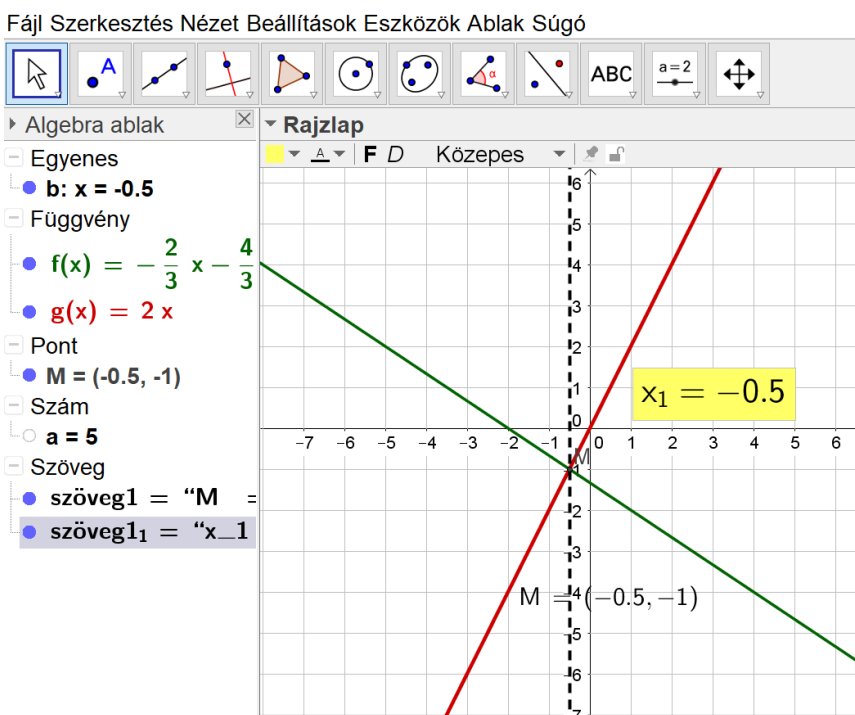 Fájl Szerkesztés Nézet Beállítások Eszközök Ablak Súgó
A
α
ABC
a=2
Algebra ablak
Egyenes
b: x = -0.5
Függvény
f(x) = − 2/3 x − 4/3
g(x) = 2 x
Pont
M = (-0.5, -1)
Szám
a = 5
Szöveg
szöveg1 = “M =
szöveg1₁ = “x_1
Rajzlap
A F D Közepes
6
5
4
3
2
1
x₁ = −0.5
0
−7 −6 −5 −4 −3 −2 −1 0 1 2 3 4 5 6
M
−1
−2
−3
−4
M = (−0.5, −1)
−5
−6
−7